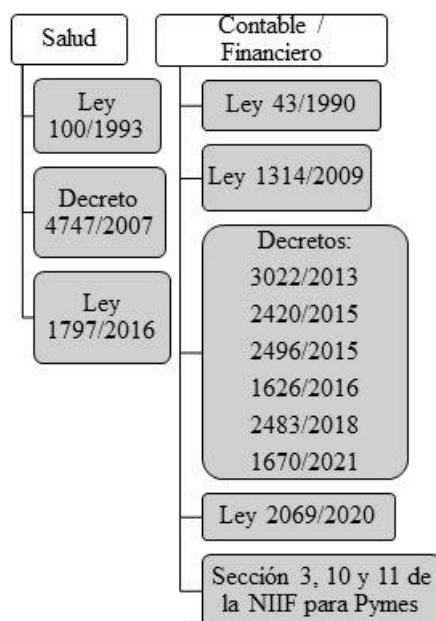 Salud
Ley
100/1993
Decreto
4747/2007
Ley
1797/2016
Contable /
Financiero
Ley 43/1990
Ley 1314/2009
Decretos:
3022/2013
2420/2015
2496/2015
1626/2016
2483/2018
1670/2021
Ley 2069/2020
Sección 3, 10 y 11 de
la NIIF para Pymes